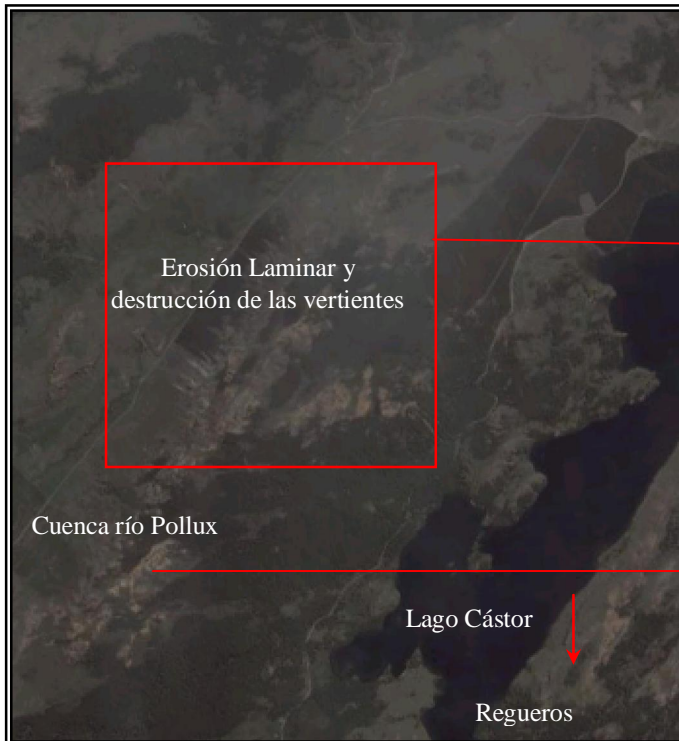 Erosión Laminar y
destrucción de las vertientes
Cuenca río Pollux
Lago Cástor
Regueros